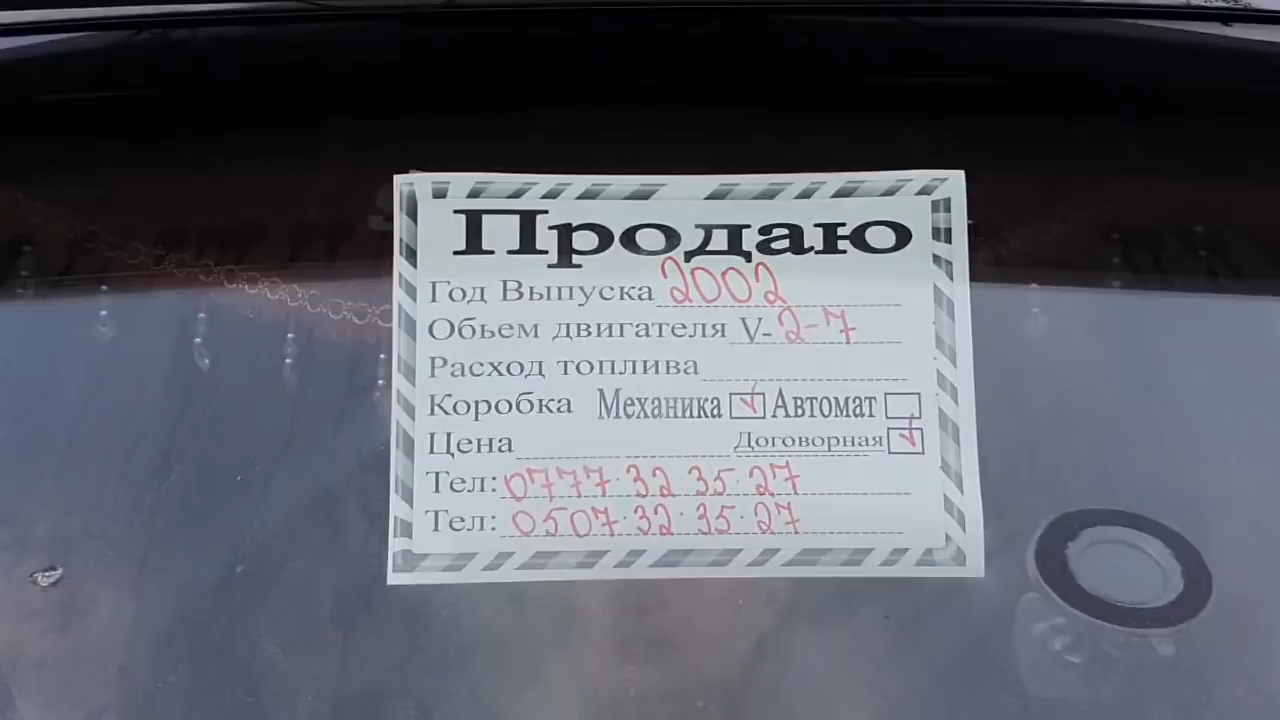 Продаю
Год Выпуска 2002
Обьем двигателя V- 2-7
Расход топлива
Коробка Механика ✓ Автомат
Цена Договорная ✓
Тел: 0777·32 35·27
Тел: 0507·32·35·27